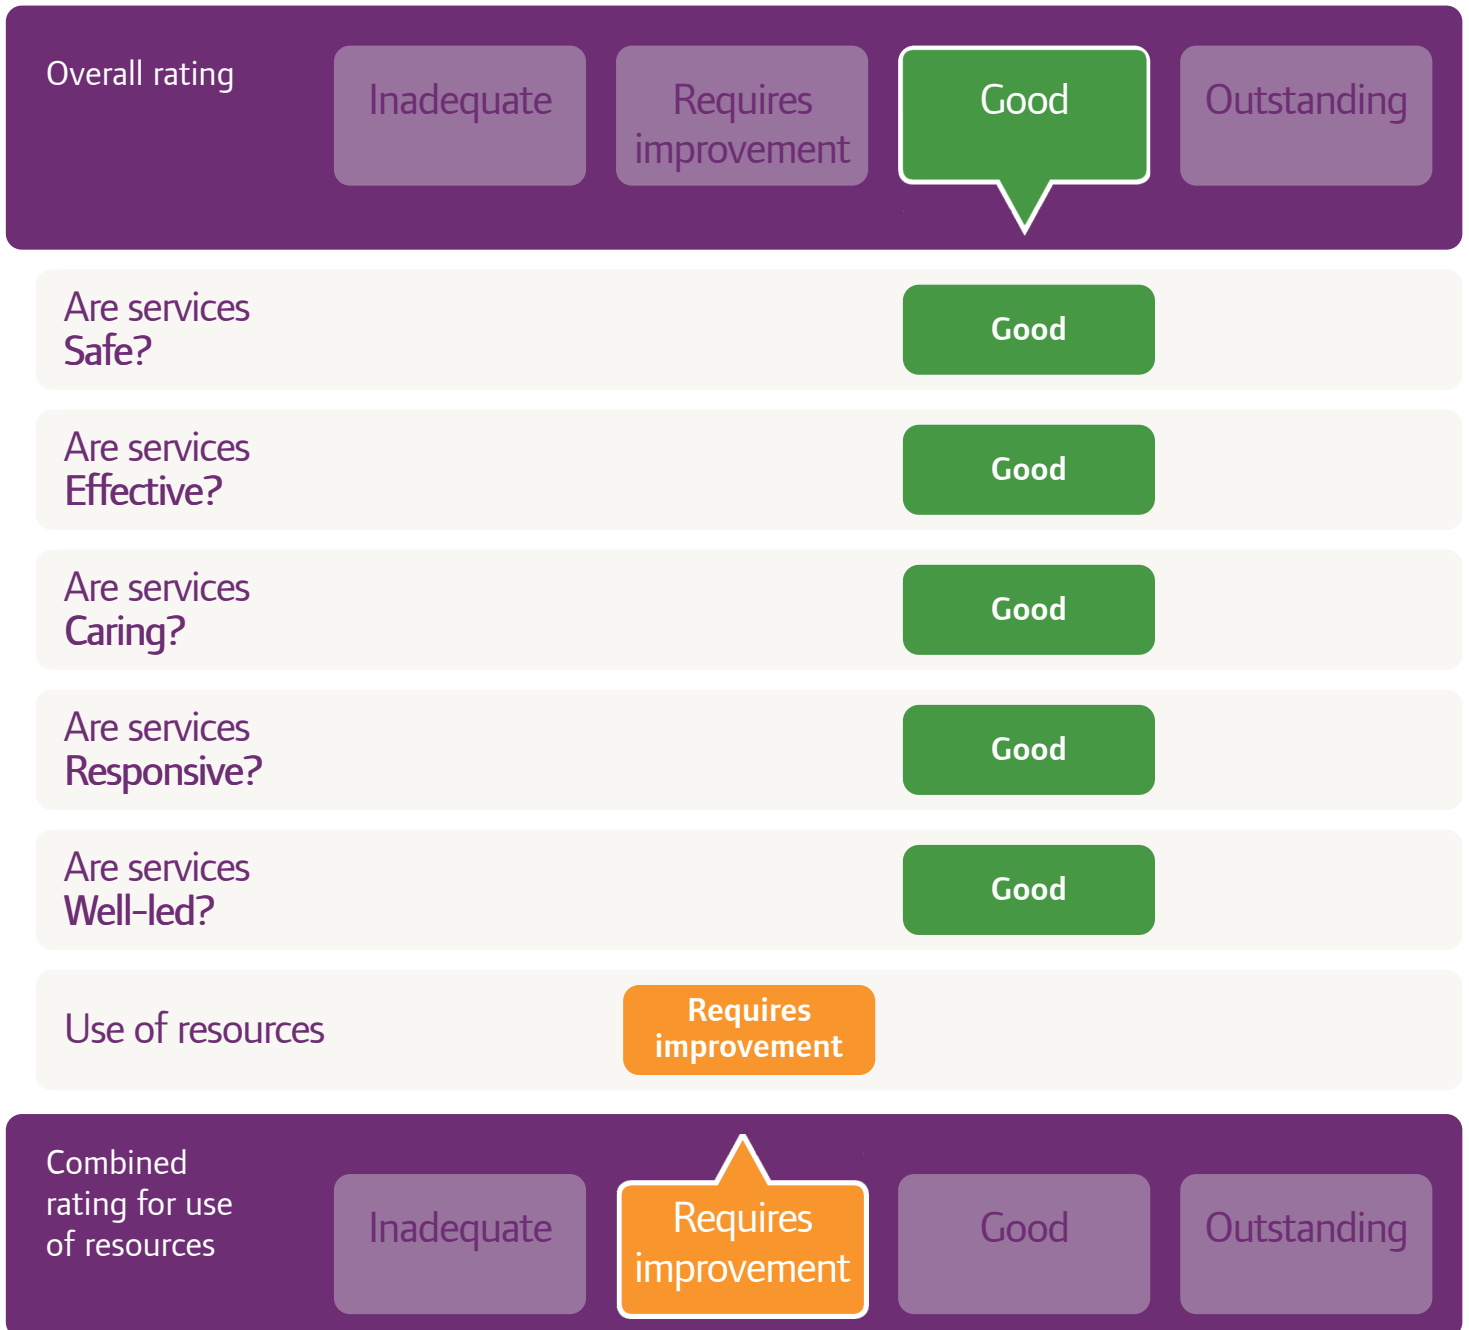 Overall rating
Inadequate
Requires
improvement
Good
Outstanding
Are services
Safe?
Good
Are services
Effective?
Good
Are services
Caring?
Good
Are services
Responsive?
Good
Are services
Well-led?
Good
Use of resources
Requires
improvement
Combined
rating for use
of resources
Inadequate
Requires
improvement
Good
Outstanding